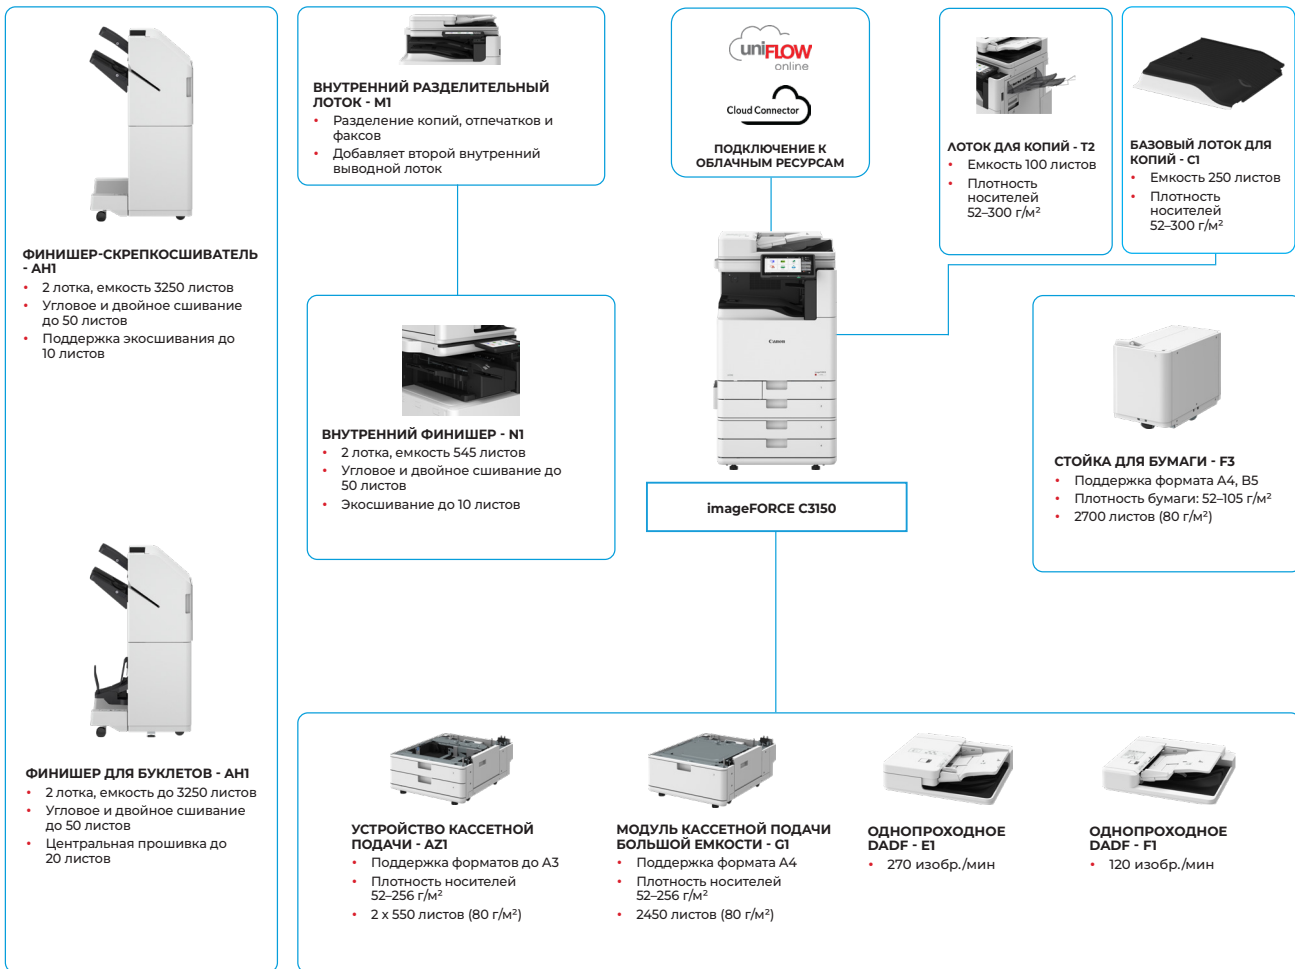 ФИНИШЕР-СКРЕПКОСШИВАТЕЛЬ
- AH1
• 2 лотка, емкость 3250 листов
• Угловое и двойное сшивание
до 50 листов
• Поддержка экосшивания до
10 листов
ФИНИШЕР ДЛЯ БУКЛЕТОВ - AH1
• 2 лотка, емкость до 3250 листов
• Угловое и двойное сшивание
до 50 листов
• Центральная прошивка до
20 листов
ВНУТРЕННИЙ РАЗДЕЛИТЕЛЬНЫЙ
ЛОТОК - M1
• Разделение копий, отпечатков и
факсов
• Добавляет второй внутренний
выводной лоток
ВНУТРЕННИЙ ФИНИШЕР - N1
• 2 лотка, емкость 545 листов
• Угловое и двойное сшивание до
50 листов
• Экосшивание до 10 листов
uniFLOW
online
Cloud Connector
ПОДКЛЮЧЕНИЕ К
ОБЛАЧНЫМ РЕСУРСАМ
Canon
imageFORCE C3150
ЛОТОК ДЛЯ КОПИЙ - T2
• Емкость 100 листов
• Плотность
носителей
52–300 г/м²
БАЗОВЫЙ ЛОТОК ДЛЯ
КОПИЙ - C1
• Емкость 250 листов
• Плотность
носителей
52–300 г/м²
СТОЙКА ДЛЯ БУМАГИ - F3
• Поддержка формата A4, B5
• Плотность бумаги: 52–105 г/м²
• 2700 листов (80 г/м²)
УСТРОЙСТВО КАССЕТНОЙ
ПОДАЧИ - AZ1
• Поддержка форматов до A3
• Плотность носителей
52–256 г/м²
• 2 x 550 листов (80 г/м²)
МОДУЛЬ КАССЕТНОЙ ПОДАЧИ
БОЛЬШОЙ ЕМКОСТИ - G1
• Поддержка формата A4
• Плотность носителей
52–256 г/м²
• 2450 листов (80 г/м²)
ОДНОПРОХОДНОЕ
DADF - E1
• 270 изобр./мин
ОДНОПРОХОДНОЕ
DADF - F1
• 120 изобр./мин